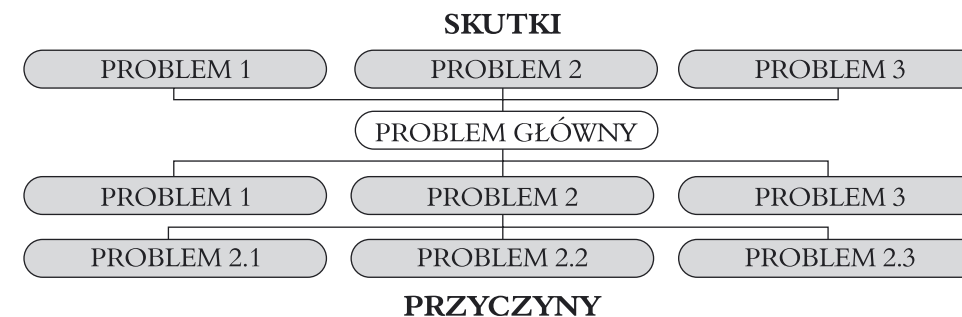 SKUTKI
PROBLEM 1 PROBLEM 2 PROBLEM 3
PROBLEM GŁÓWNY
PROBLEM 1 PROBLEM 2 PROBLEM 3
PROBLEM 2.1 PROBLEM 2.2 PROBLEM 2.3
PRZYCZYNY